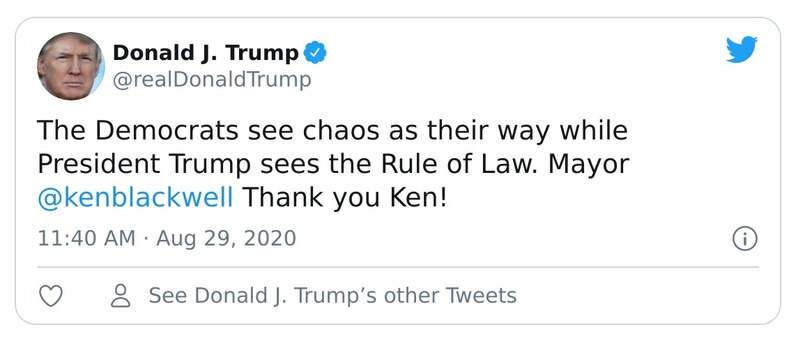 Donald J. Trump
@realDonaldTrump
The Democrats see chaos as their way while
President Trump sees the Rule of Law. Mayor
@kenblackwell Thank you Ken!
11:40 AM · Aug 29, 2020
See Donald J. Trump’s other Tweets